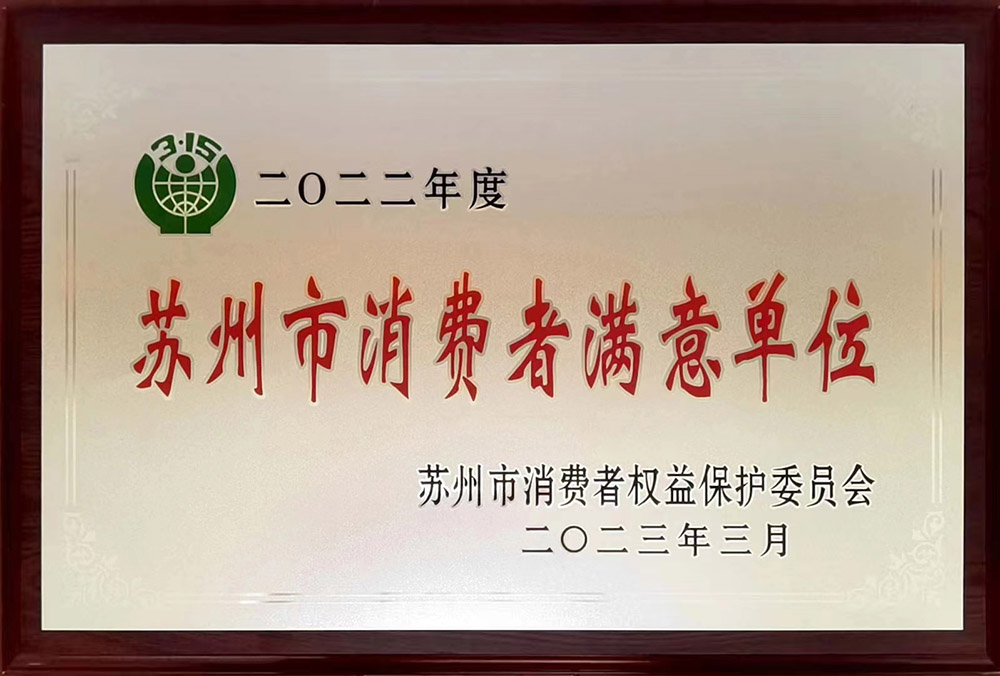 3·15
二〇二二年度
苏州市消费者满意单位
苏州市消费者权益保护委员会
二〇二三年三月